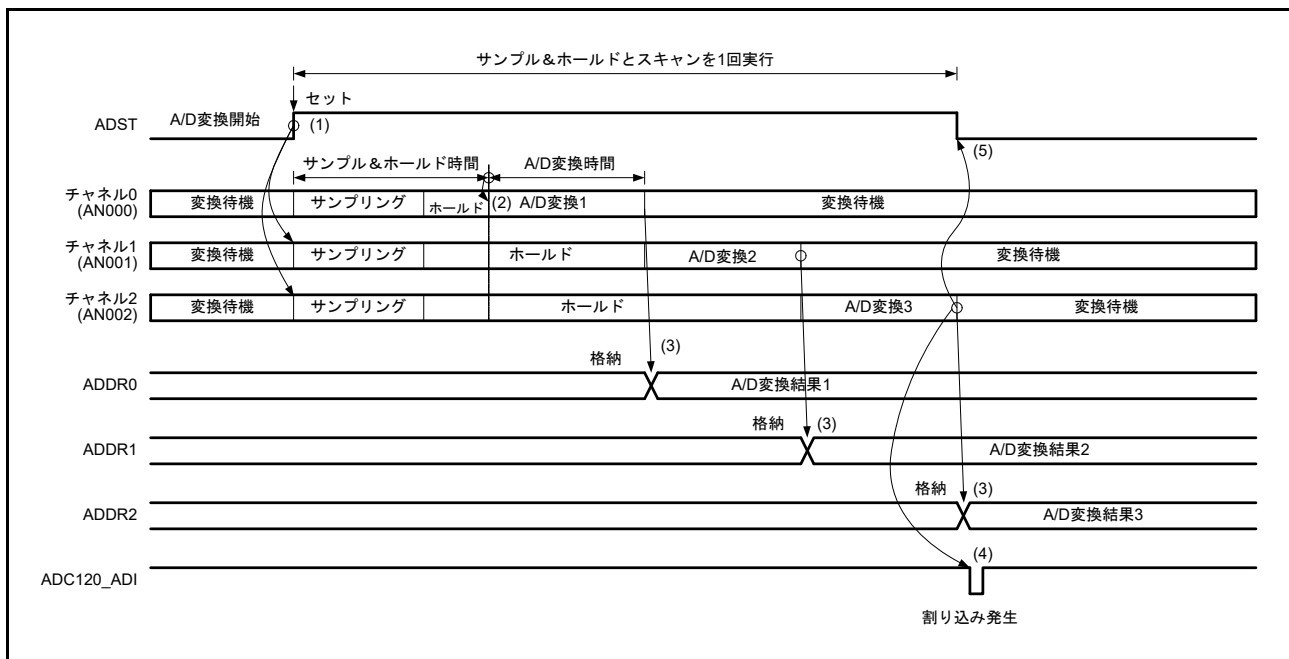 サンプル＆ホールドとスキャンを1回実行
セット
ADST
A/D変換開始
(1)
(5)
サンプル＆ホールド時間
A/D変換時間
チャネル0
(AN000)
変換待機
サンプリング
ホールド
(2)
A/D変換1
変換待機
チャネル1
(AN001)
変換待機
サンプリング
ホールド
A/D変換2
変換待機
チャネル2
(AN002)
変換待機
サンプリング
ホールド
A/D変換3
変換待機
格納
(3)
ADDR0
A/D変換結果1
格納
(3)
ADDR1
A/D変換結果2
格納
(3)
ADDR2
A/D変換結果3
(4)
ADC120_ADI
割り込み発生